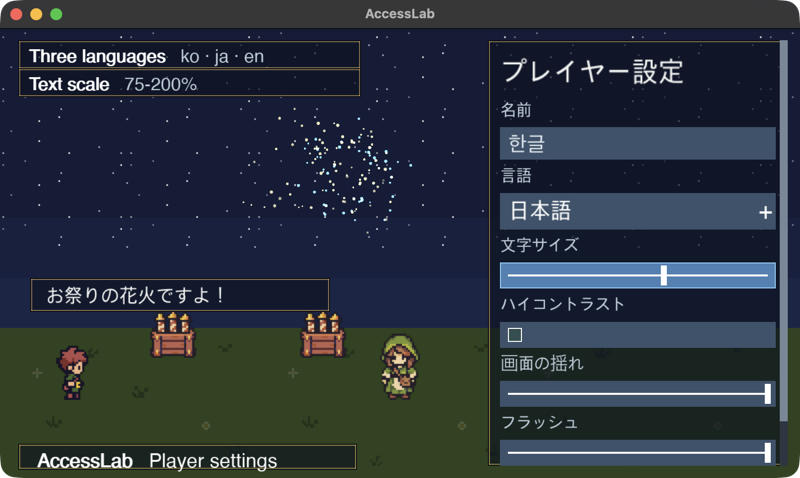 AccessLab
Three languages ko · ja · en
Text scale 75-200%
プレイヤー設定
名前
한글
言語
日本語 +
文字サイズ
ハイコントラスト
画面の揺れ
フラッシュ
お祭りの花火ですよ！
AccessLab Player settings